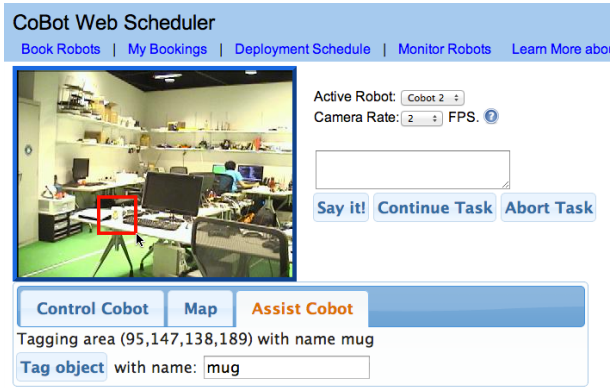 CoBot Web Scheduler
Book Robots | My Bookings | Deployment Schedule | Monitor Robots Learn More abou
Active Robot: Cobot 2
Camera Rate: 2 FPS. ?
Say it! Continue Task Abort Task
Control Cobot Map Assist Cobot
Tagging area (95,147,138,189) with name mug
Tag object with name: mug